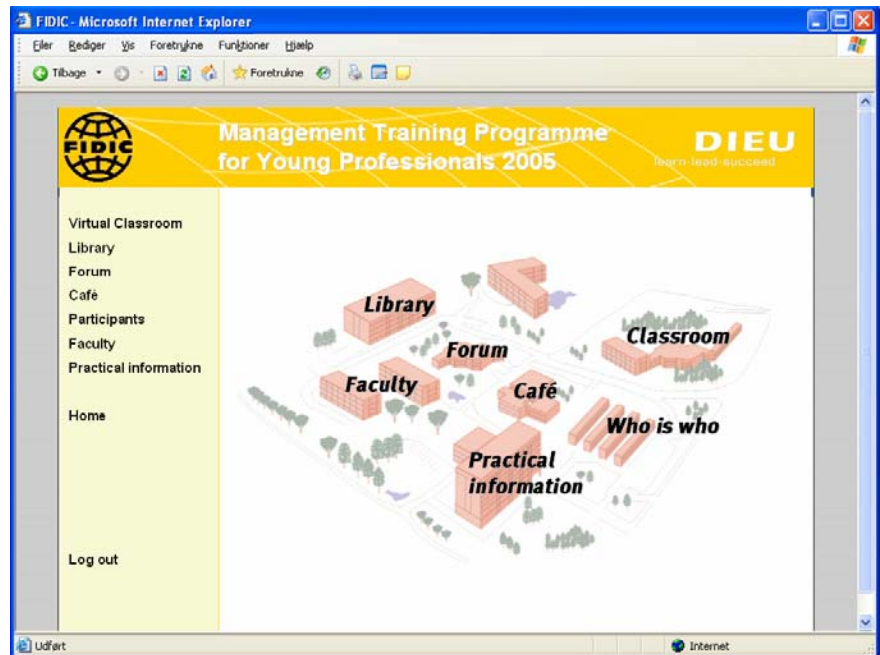 FIDIC - Microsoft Internet Explorer
Filer Rediger Vis Foretrukne Funktioner Hjælp
Tilbage Foretrukne
FIDIC
Management Training Programme
for Young Professionals 2005
DIEU
learn-lead-succeed
Virtual Classroom
Library
Forum
Café
Participants
Faculty
Practical information
Home
Log out
Library
Forum
Classroom
Faculty
Café
Who is who
Practical
information
Udført
Internet